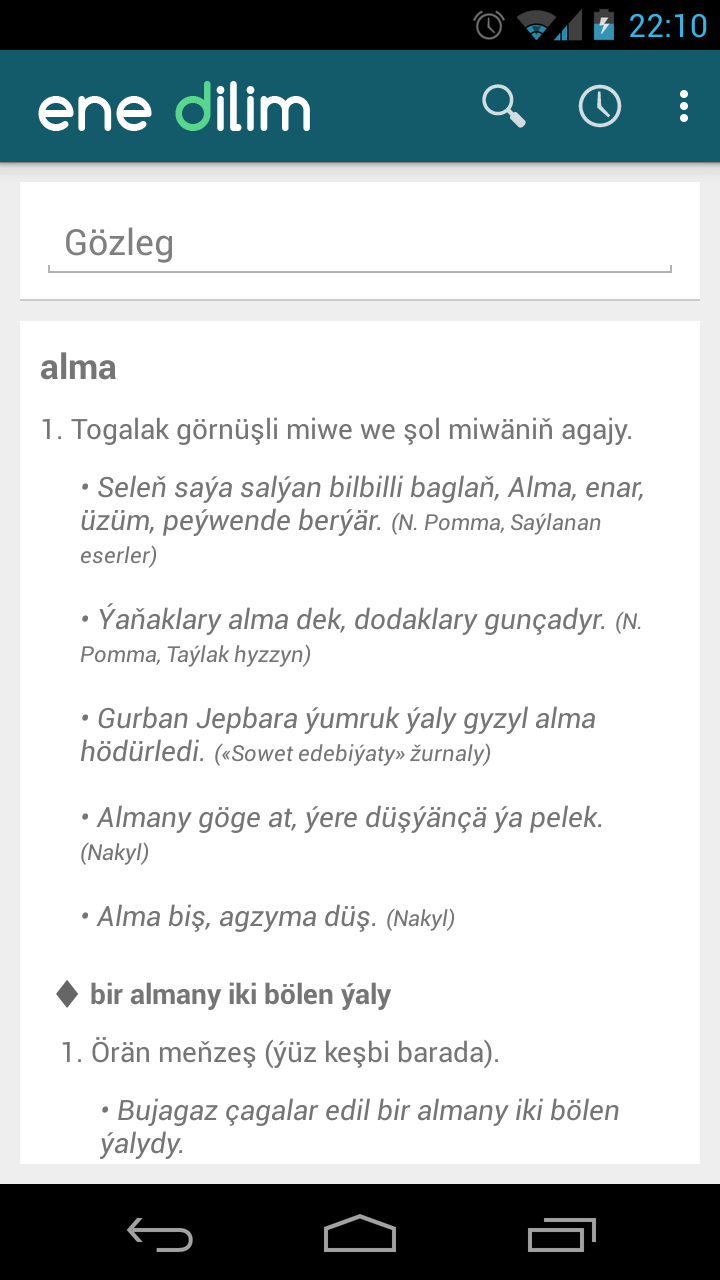 22:10
ene dilim
Gözleg
alma
1. Togalak görnüşli miwe we şol miwäniň agajy.
• Seleň saýa salýan bilbilli baglaň, Alma, enar,
üzüm, peýwende berýär. (N. Pomma, Saýlanan
eserler)
• Ýaňaklary alma dek, dodaklary gunçadyr. (N.
Pomma, Taýlak hyzzyn)
• Gurban Jepbara ýumruk ýaly gyzyl alma
hödürledi. («Sowet edebiýaty» žurnaly)
• Almany göge at, ýere düşýänçä ýa pelek.
(Nakyl)
• Alma biş, agzyma düş. (Nakyl)
♦ bir almany iki bölen ýaly
1. Örän meňzeş (ýüz keşbi barada).
• Bujagaz çagalar edil bir almany iki bölen
ýalydy.